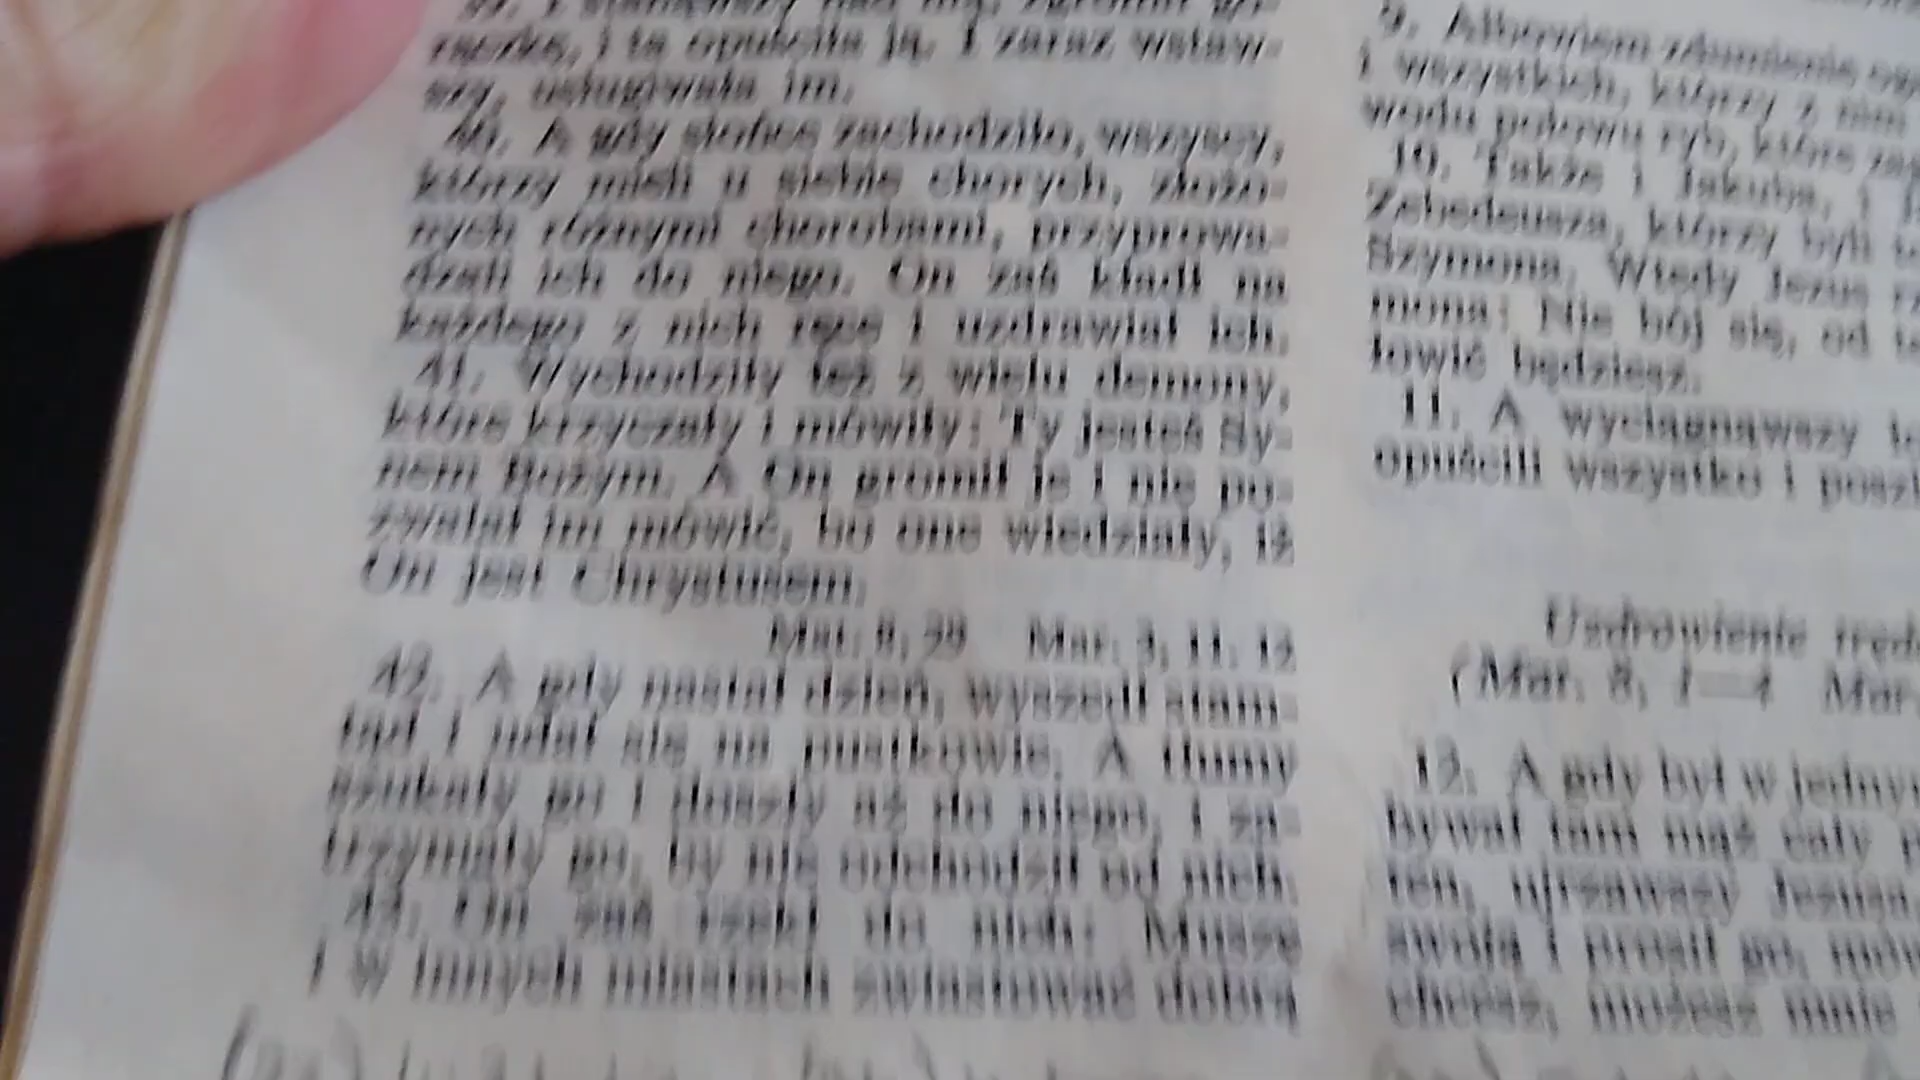 39. I stanąwszy nad nią, zgromił go-
rączkę, i ta opuściła ją. I zaraz wstaw-
szy, usługiwała im.
40. A gdy słońce zachodziło, wszyscy,
którzy mieli u siebie chorych, złożo-
nych różnymi chorobami, przyprowa-
dzali ich do niego. On zaś kładł na
każdego z nich ręce i uzdrawiał ich.
41. Wychodziły też z wielu demony,
które krzyczały i mówiły: Ty jesteś Sy-
nem Bożym. A On gromił je i nie po-
zwalał im mówić, bo one wiedziały, iż
On jest Chrystusem.
Mat. 8, 29 Mar. 3, 11. 12
42. A gdy nastał dzień, wyszedł stam-
tąd i udał się na pustkowie. A tłumy
szukały go i doszły aż do niego, i za-
trzymały go, by nie odchodził od nich.
43. On zaś rzekł do nich: Muszę
i w innych miastach zwiastować dobrą
9. Albowiem zdumienie
i wszystkich, którzy z nim
wodu połowu ryb, które
10. Także i Jakuba, i
Zebedeusza, którzy byli
Szymona. Wtedy Jezus
mona: Nie bój się, od
łowić będziesz.
11. A wyciągnąwszy
opuścili wszystko i
Uzdrowienie
(Mat. 8, 1—4 Mar.
12. A gdy był w
bywał tam mąż cały
ten, ujrzawszy Jezusa
swoją i prosił go,
chcesz, możesz mnie